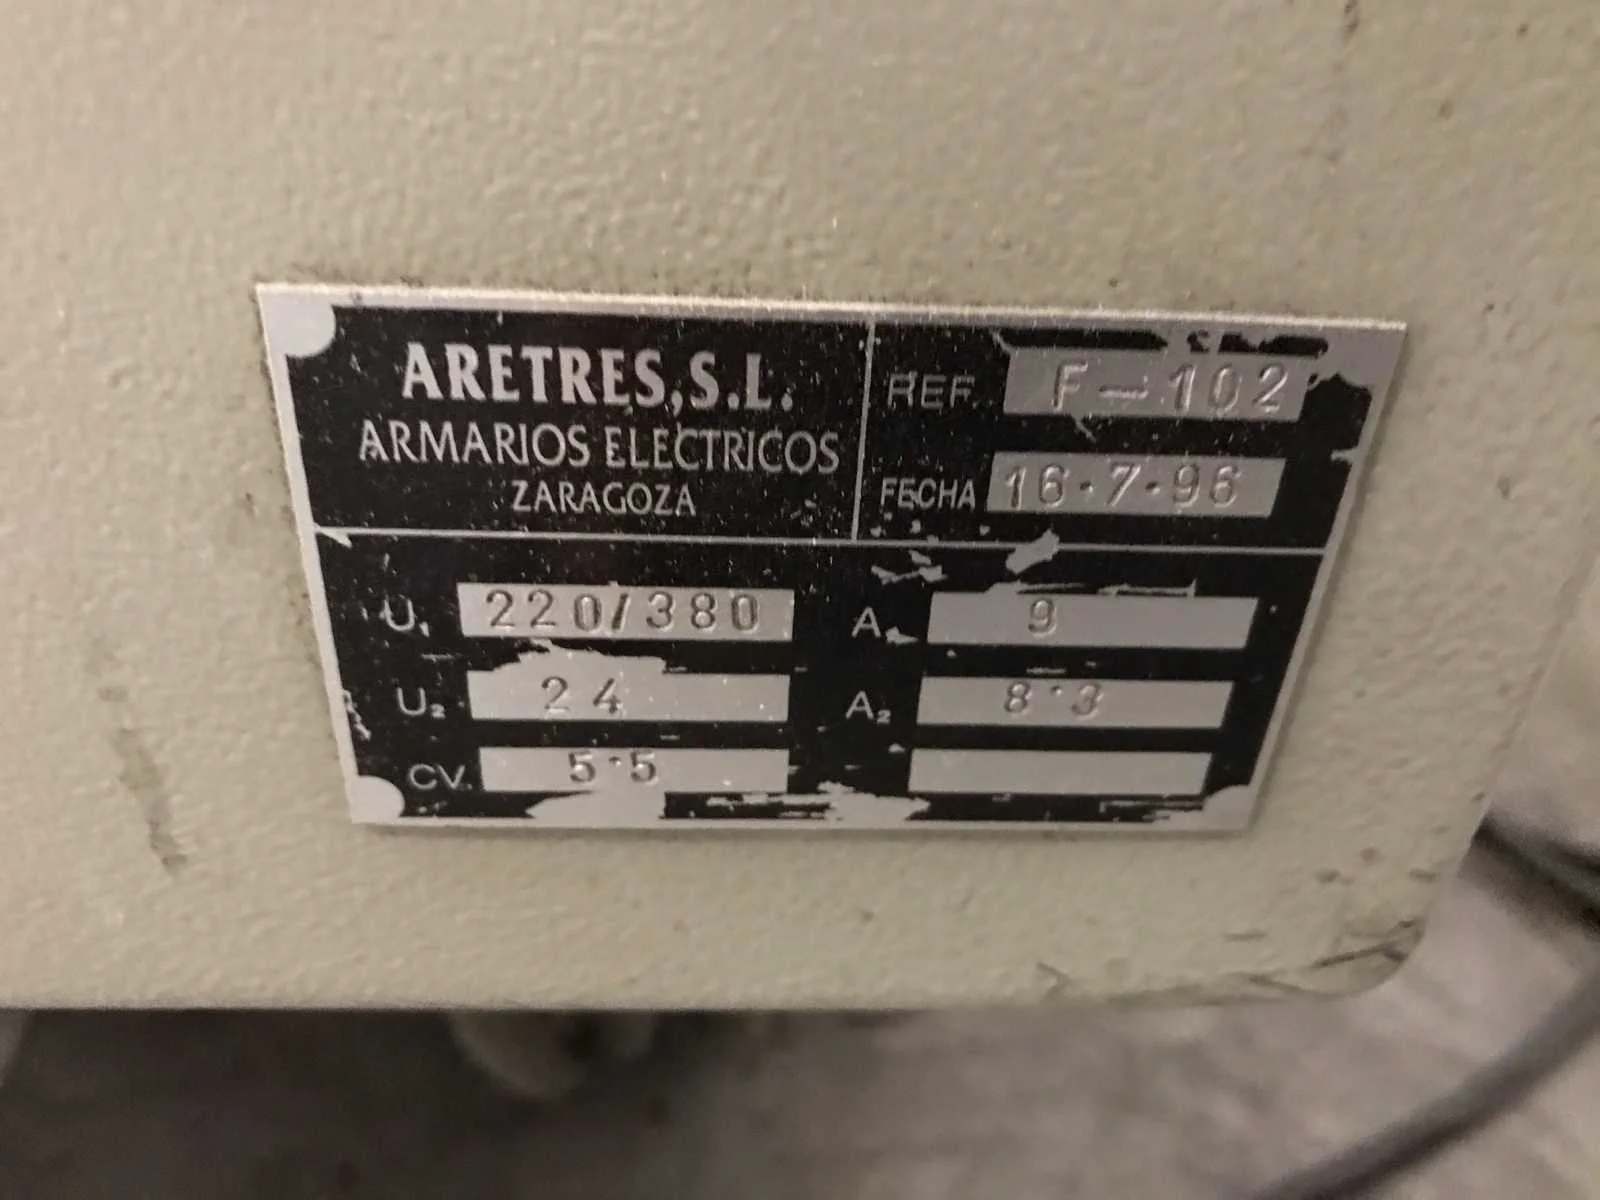 ARETRES, S.L.
ARMARIOS ELECTRICOS
ZARAGOZA
REF. F-102
FECHA 16·7·96
U₁ 220/380
A₁ 9
U₂ 24
A₂ 8·3
CV. 5·5